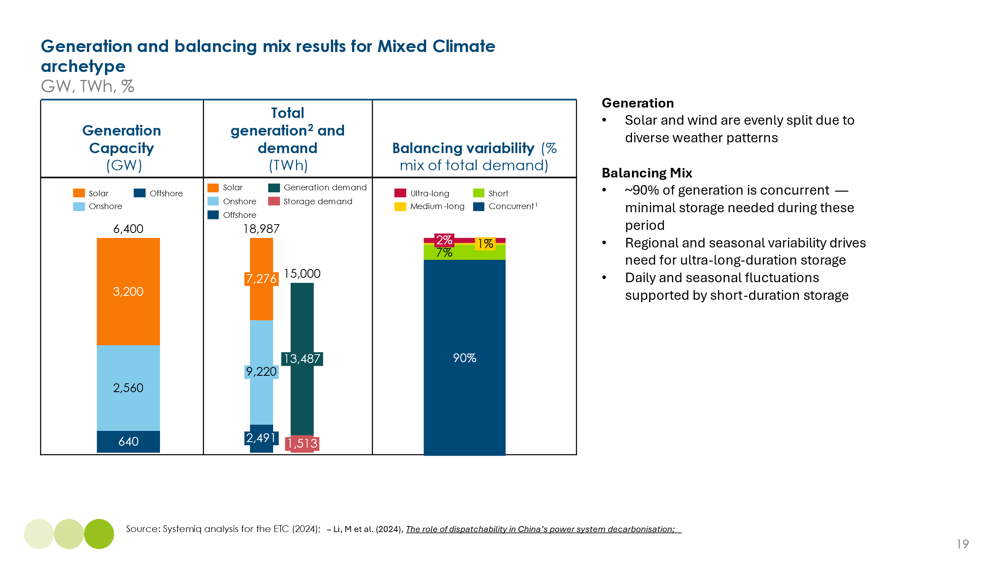 Generation and balancing mix results for Mixed Climate
archetype
GW, TWh, %
Generation
Capacity
(GW)
Total
generation² and
demand
(TWh)
Balancing variability (%
mix of total demand)
Solar
Offshore
Onshore
6,400
3,200
2,560
640
Solar
Generation demand
Onshore
Storage demand
Offshore
18,987
7,276
9,220
2,491
15,000
13,487
1,513
Ultra-long
Short
Medium-long
Concurrent¹
2%
1%
7%
90%
Generation
• Solar and wind are evenly split due to
diverse weather patterns
Balancing Mix
• ~90% of generation is concurrent —
minimal storage needed during these
period
• Regional and seasonal variability drives
need for ultra-long-duration storage
• Daily and seasonal fluctuations
supported by short-duration storage
Source: Systemiq analysis for the ETC (2024); – Li, M et al. (2024), The role of dispatchability in China’s power system decarbonisation;
19